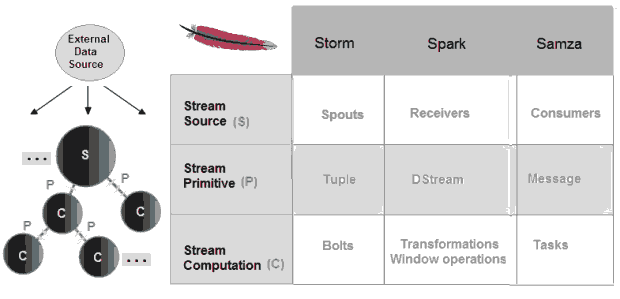 External
Data
Source
S
P
P
C
C
P
P
C
C
...
...
Storm
Spark
Samza
Stream
Source (S)
Spouts
Receivers
Consumers
Stream
Primitive (P)
Tuple
DStream
Message
Stream
Computation (C)
Bolts
Transformations
Window operations
Tasks